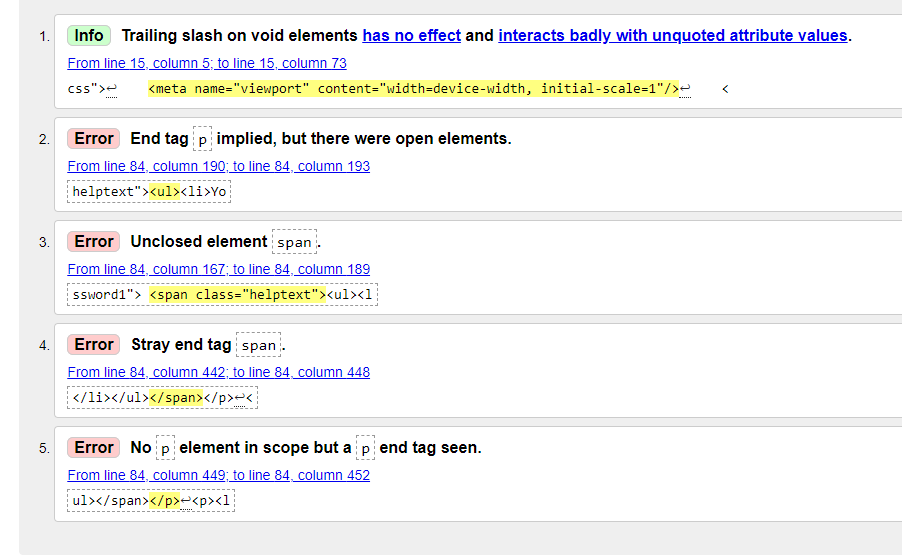 1. Info Trailing slash on void elements has no effect and interacts badly with unquoted attribute values.
From line 15, column 5; to line 15, column 73
css">↩    <meta name="viewport" content="width=device-width, initial-scale=1"/>↩    <
2. Error End tag p implied, but there were open elements.
From line 84, column 190; to line 84, column 193
helptext"><ul><li>Yo
3. Error Unclosed element span.
From line 84, column 167; to line 84, column 189
ssword1"> <span class="helptext"><ul><l
4. Error Stray end tag span.
From line 84, column 442; to line 84, column 448
</li></ul></span></p>↩<
5. Error No p element in scope but a p end tag seen.
From line 84, column 449; to line 84, column 452
ul></span></p>↩<p><l